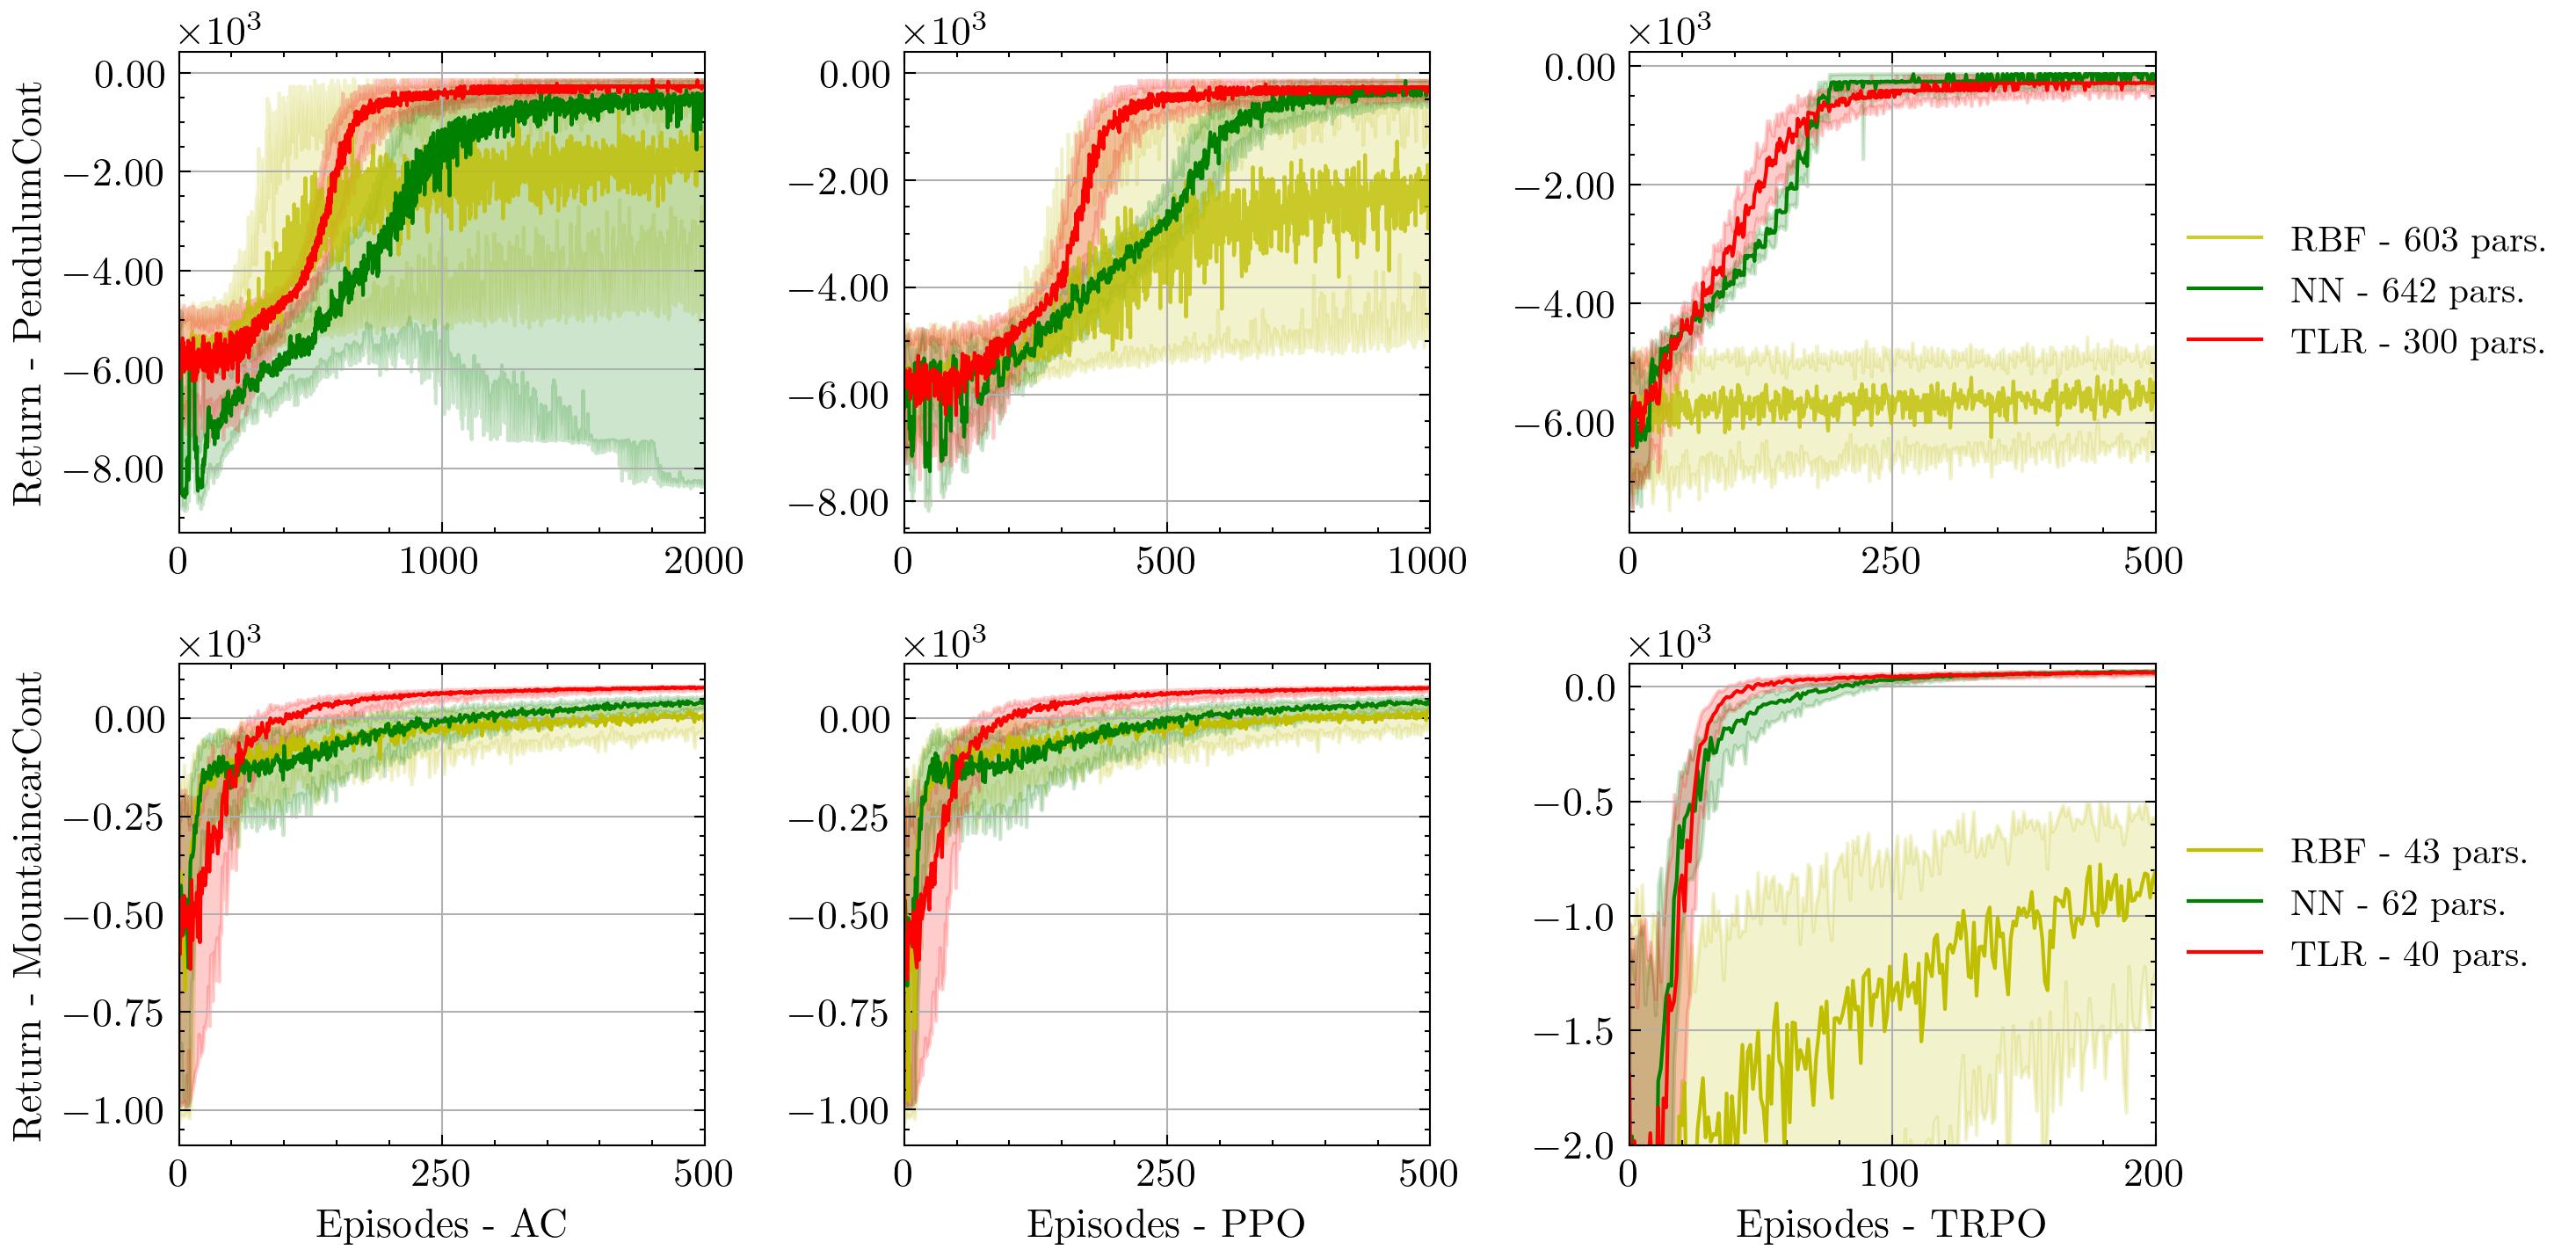 ×10³ ×10³ ×10³
Return - PendulumCont
0.00
−2.00
−4.00
−6.00
−8.00
0 1000 2000
0.00
−2.00
−4.00
−6.00
−8.00
0 500 1000
0.00
−2.00
−4.00
−6.00
0 250 500
RBF - 603 pars.
NN - 642 pars.
TLR - 300 pars.
×10³ ×10³ ×10³
Return - MountaincarCont
0.00
−0.25
−0.50
−0.75
−1.00
0 250 500
Episodes - AC
0.00
−0.25
−0.50
−0.75
−1.00
0 250 500
Episodes - PPO
0.0
−0.5
−1.0
−1.5
−2.0
0 100 200
Episodes - TRPO
RBF - 43 pars.
NN - 62 pars.
TLR - 40 pars.